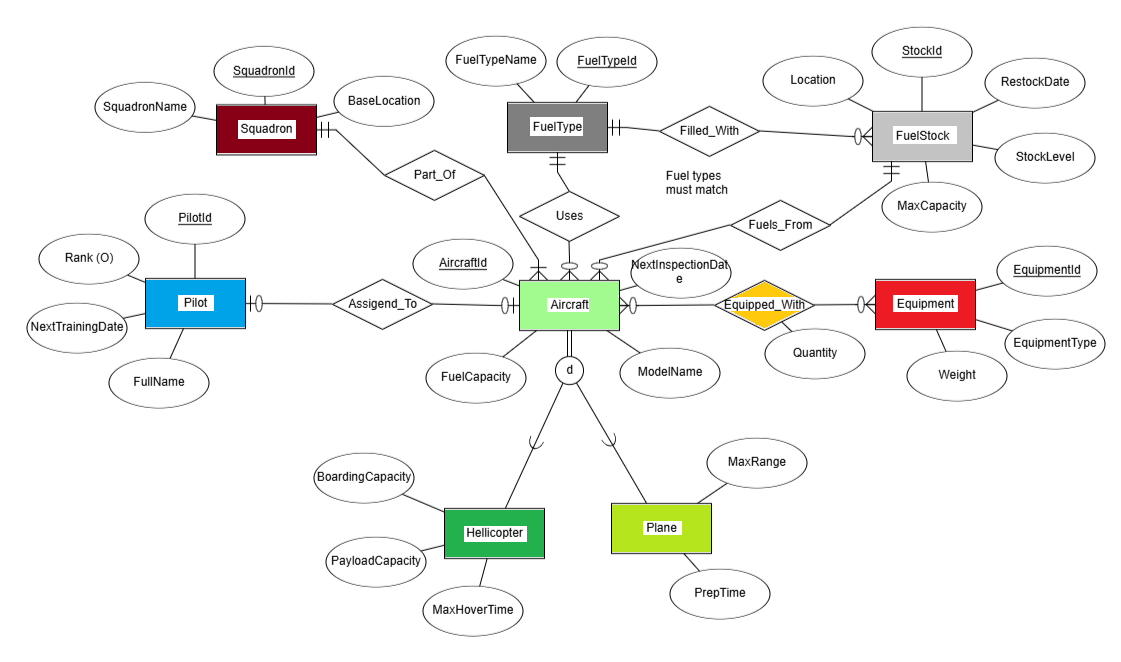 StockId
FuelTypeName
FuelTypeId
SquadronId
Location
RestockDate
SquadronName
BaseLocation
Squadron
FuelType
Filled_With
FuelStock
StockLevel
Part_Of
Fuel types
must match
MaxCapacity
PilotId
Uses
Fuels_From
Rank (O)
AircraftId
NextInspectionDat
e
EquipmentId
Pilot
Assigend_To
Aircraft
Equipped_With
Equipment
NextTrainingDate
EquipmentType
Quantity
FullName
FuelCapacity
d
ModelName
Weight
MaxRange
BoardingCapacity
Hellicopter
Plane
PayloadCapacity
PrepTime
MaxHoverTime